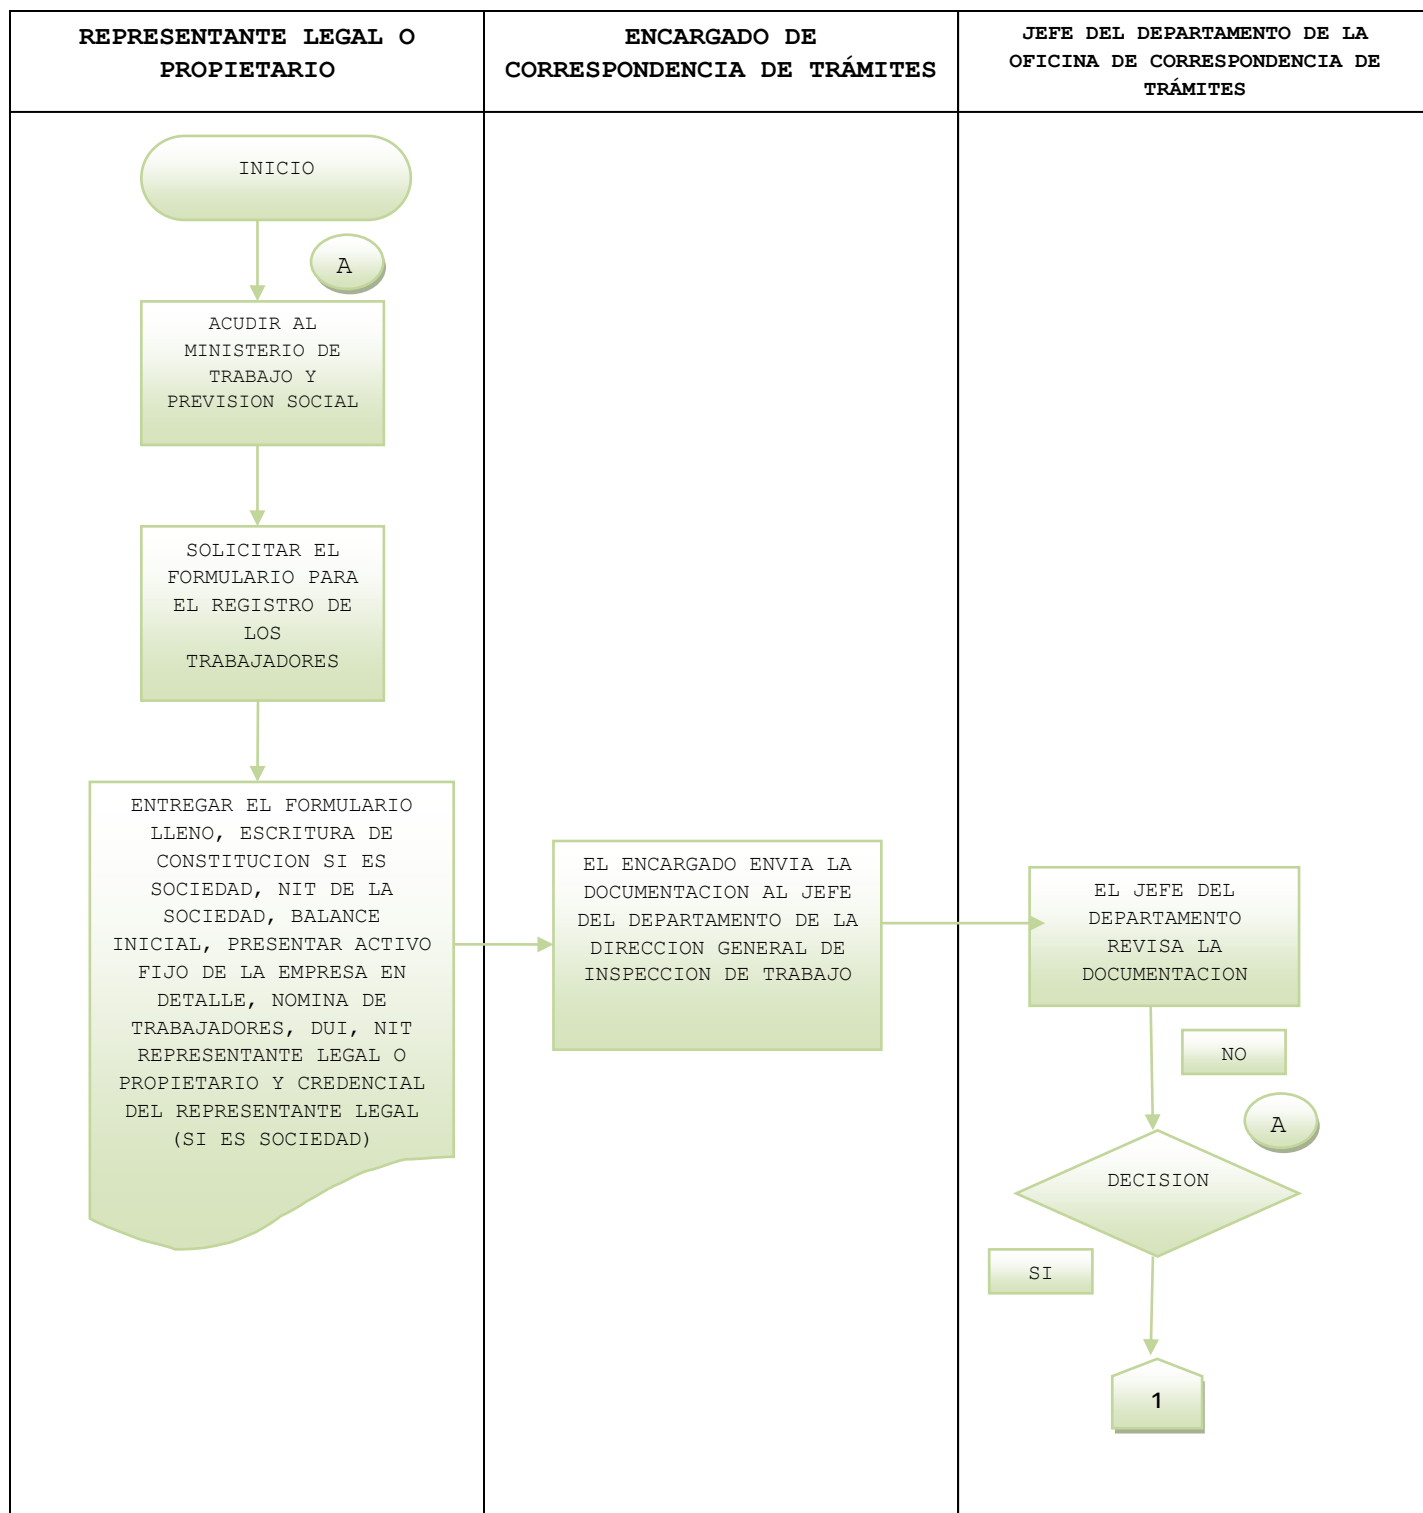 REPRESENTANTE LEGAL O
PROPIETARIO
ENCARGADO DE
CORRESPONDENCIA DE TRÁMITES
JEFE DEL DEPARTAMENTO DE LA
OFICINA DE CORRESPONDENCIA DE
TRÁMITES
INICIO
A
ACUDIR AL
MINISTERIO DE
TRABAJO Y
PREVISION SOCIAL
SOLICITAR EL
FORMULARIO PARA
EL REGISTRO DE
LOS
TRABAJADORES
ENTREGAR EL FORMULARIO
LLENO, ESCRITURA DE
CONSTITUCION SI ES
SOCIEDAD, NIT DE LA
SOCIEDAD, BALANCE
INICIAL, PRESENTAR ACTIVO
FIJO DE LA EMPRESA EN
DETALLE, NOMINA DE
TRABAJADORES, DUI, NIT
REPRESENTANTE LEGAL O
PROPIETARIO Y CREDENCIAL
DEL REPRESENTANTE LEGAL
(SI ES SOCIEDAD)
EL ENCARGADO ENVIA LA
DOCUMENTACION AL JEFE
DEL DEPARTAMENTO DE LA
DIRECCION GENERAL DE
INSPECCION DE TRABAJO
EL JEFE DEL
DEPARTAMENTO
REVISA LA
DOCUMENTACION
NO
A
DECISION
SI
1